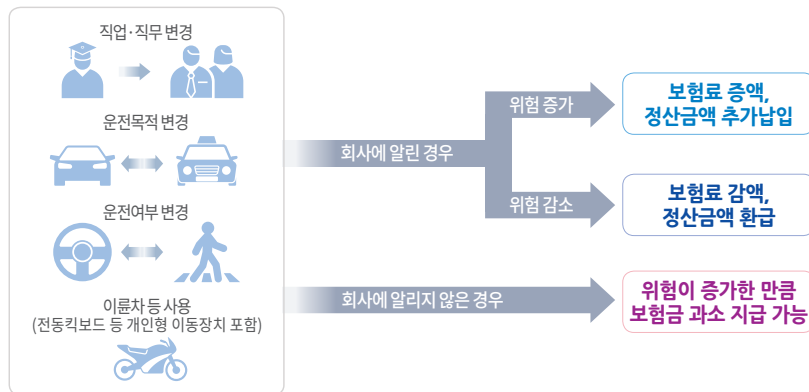 직업·직무 변경
운전목적 변경
운전여부 변경
이륜차 등 사용
(전동킥보드 등 개인형 이동장치 포함)
회사에 알린 경우
위험 증가
보험료 증액,
정산금액 추가납입
위험 감소
보험료 감액,
정산금액 환급
회사에 알리지 않은 경우
위험이 증가한 만큼
보험금 과소 지급 가능